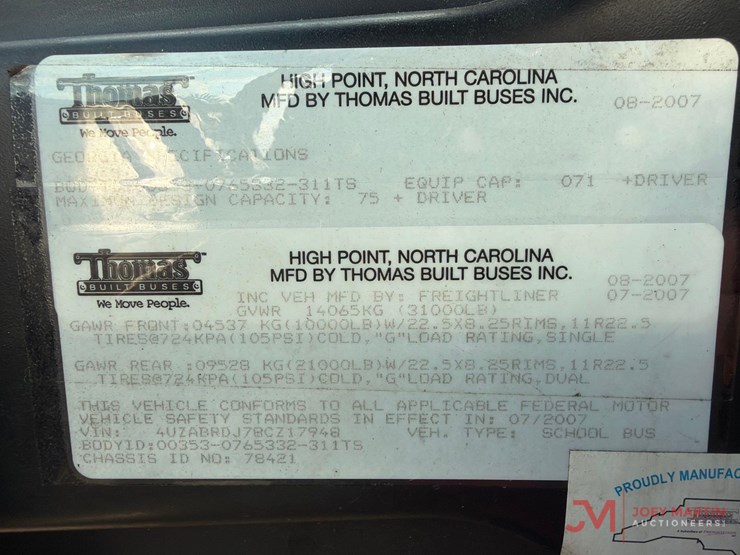 Thomas
BUILT BUSES
We Move People.
HIGH POINT, NORTH CAROLINA
MFD BY THOMAS BUILT BUSES INC.
08-2007
GEORGIA SPECIFICATIONS
-0765332-311TS EQUIP CAP: 071 +DRIVER
MAXIMUM DESIGN CAPACITY: 75 + DRIVER
Thomas
BUILT BUSES
We Move People.
HIGH POINT, NORTH CAROLINA
MFD BY THOMAS BUILT BUSES INC.
08-2007
INC VEH MFD BY: FREIGHTLINER 07-2007
GVWR 14065KG (31000LB)
GAWR FRONT:04537 KG(10000LB)W/22.5X8.25RIMS,11R22.5
TIRES@724KPA(105PSI)COLD,"G"LOAD RATING,SINGLE
GAWR REAR :09528 KG(21000LB)W/22.5X8.25RIMS,11R22.5
TIRES@724KPA(105PSI)COLD,"G"LOAD RATING,DUAL
THIS VEHICLE CONFORMS TO ALL APPLICABLE FEDERAL MOTOR
VEHICLE SAFETY STANDARDS IN EFFECT IN: 07/2007
VIN: 4UZABRDJ78CZ17948 VEH. TYPE: SCHOOL BUS
BODYID:00353-0765332-311TS
CHASSIS ID NO: 78421
PROUDLY MANUFAC
JM JOEY MARTIN
AUCTIONEERS